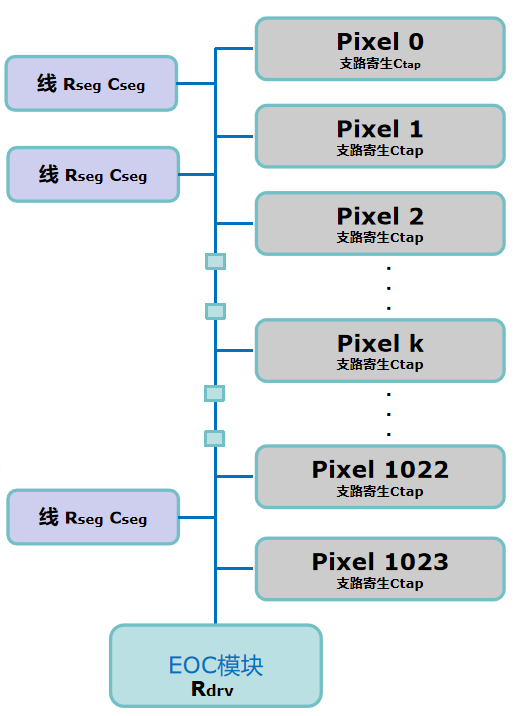 Pixel 0
支路寄生Ctap
线 Rseg Cseg
Pixel 1
支路寄生Ctap
线 Rseg Cseg
Pixel 2
支路寄生Ctap
.
.
.
Pixel k
支路寄生Ctap
.
.
.
Pixel 1022
支路寄生Ctap
线 Rseg Cseg
Pixel 1023
支路寄生Ctap
EOC模块
Rdrv